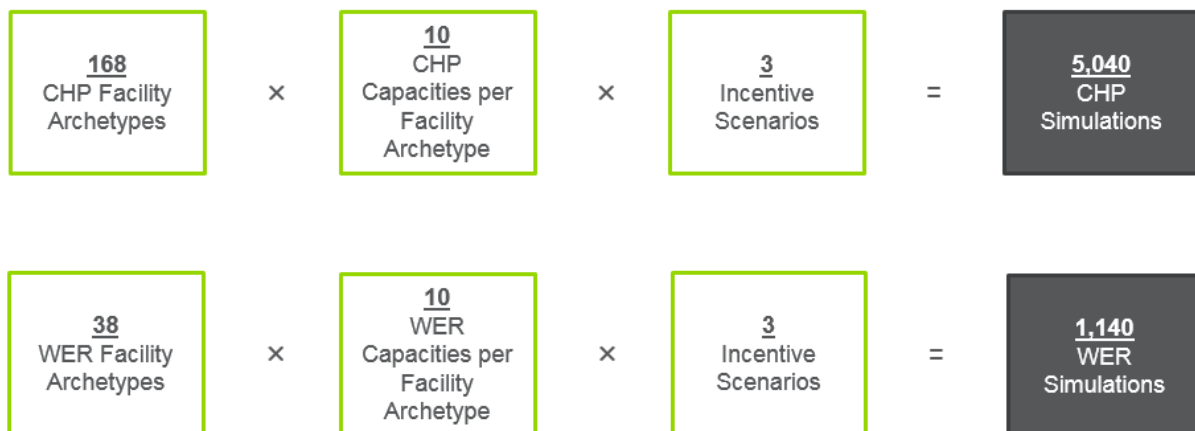 168
CHP Facility
Archetypes
×
10
CHP
Capacities per
Facility
Archetype
×
3
Incentive
Scenarios
=
5,040
CHP
Simulations
38
WER Facility
Archetypes
×
10
WER
Capacities per
Facility
Archetype
×
3
Incentive
Scenarios
=
1,140
WER
Simulations